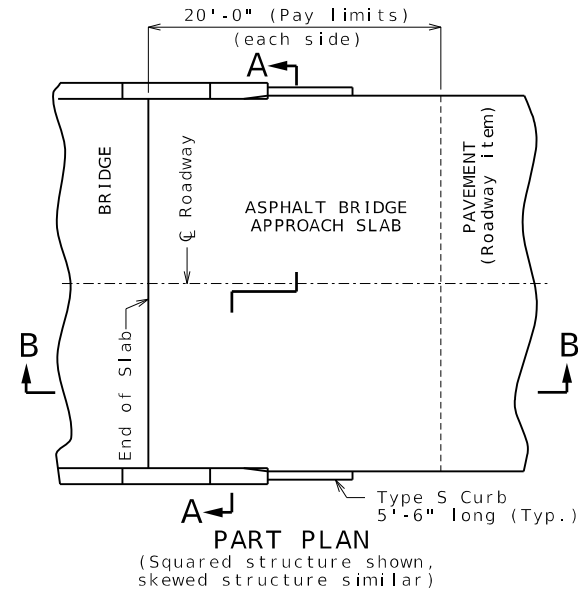 20'-0" (Pay limits)
(each side)
A
BRIDGE
℄ Roadway
ASPHALT BRIDGE
APPROACH SLAB
PAVEMENT
(Roadway item)
B
B
End of Slab
A
Type S Curb
5'-6" long (Typ.)
PART PLAN
(Squared structure shown,
skewed structure similar)